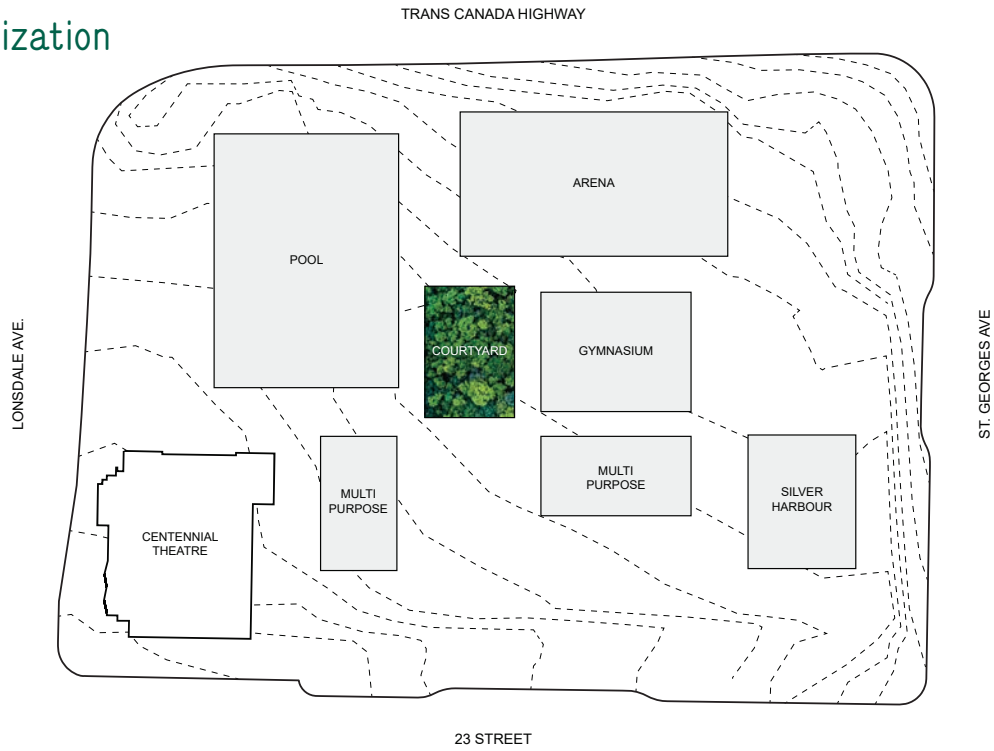 TRANS CANADA HIGHWAY
ization
ARENA
POOL
COURTYARD
GYMNASIUM
LONSDALE AVE.
ST. GEORGES AVE
MULTI
PURPOSE
MULTI
PURPOSE
SILVER
HARBOUR
CENTENNIAL
THEATRE
23 STREET